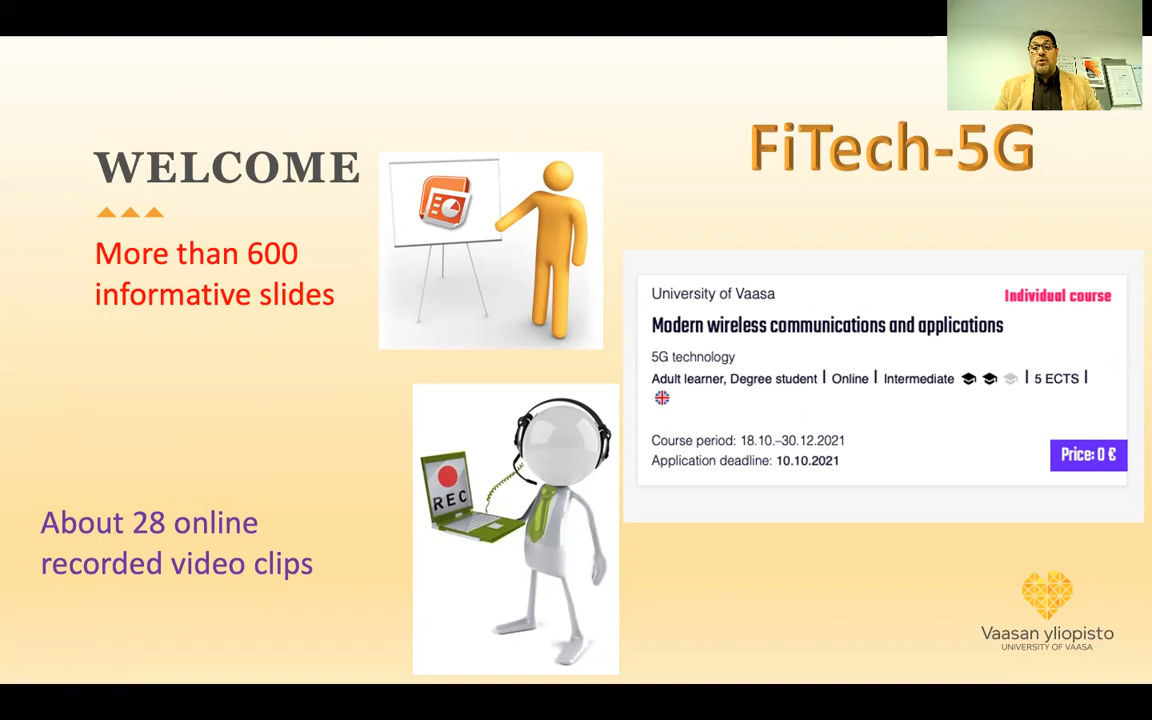 WELCOME
More than 600
informative slides
FiTech-5G
University of Vaasa
Individual course
Modern wireless communications and applications
5G technology
Adult learner, Degree student | Online | Intermediate | 5 ECTS |
Course period: 18.10.–30.12.2021
Application deadline: 10.10.2021
Price: 0 €
REC
About 28 online
recorded video clips
Vaasan yliopisto
UNIVERSITY OF VAASA